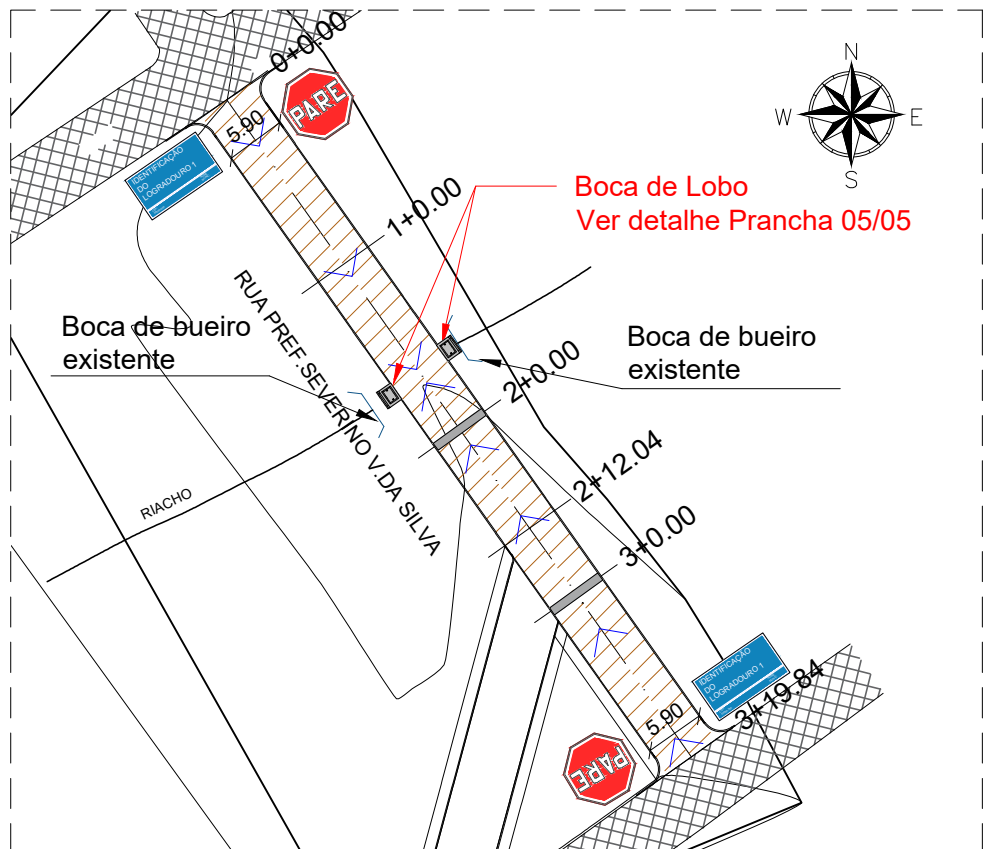 0+0.00
PARE
N
W E
S
5.90
IDENTIFICAÇÃO
DO
LOGRADOURO 1
1+0.00
Boca de Lobo
Ver detalhe Prancha 05/05
RUA PREF.SEVERINO V.DA SILVA
Boca de bueiro
existente
Boca de bueiro
existente
2+0.00
RIACHO
2+12.04
3+0.00
IDENTIFICAÇÃO
DO
LOGRADOURO 1
3+19.84
5.90
PARE